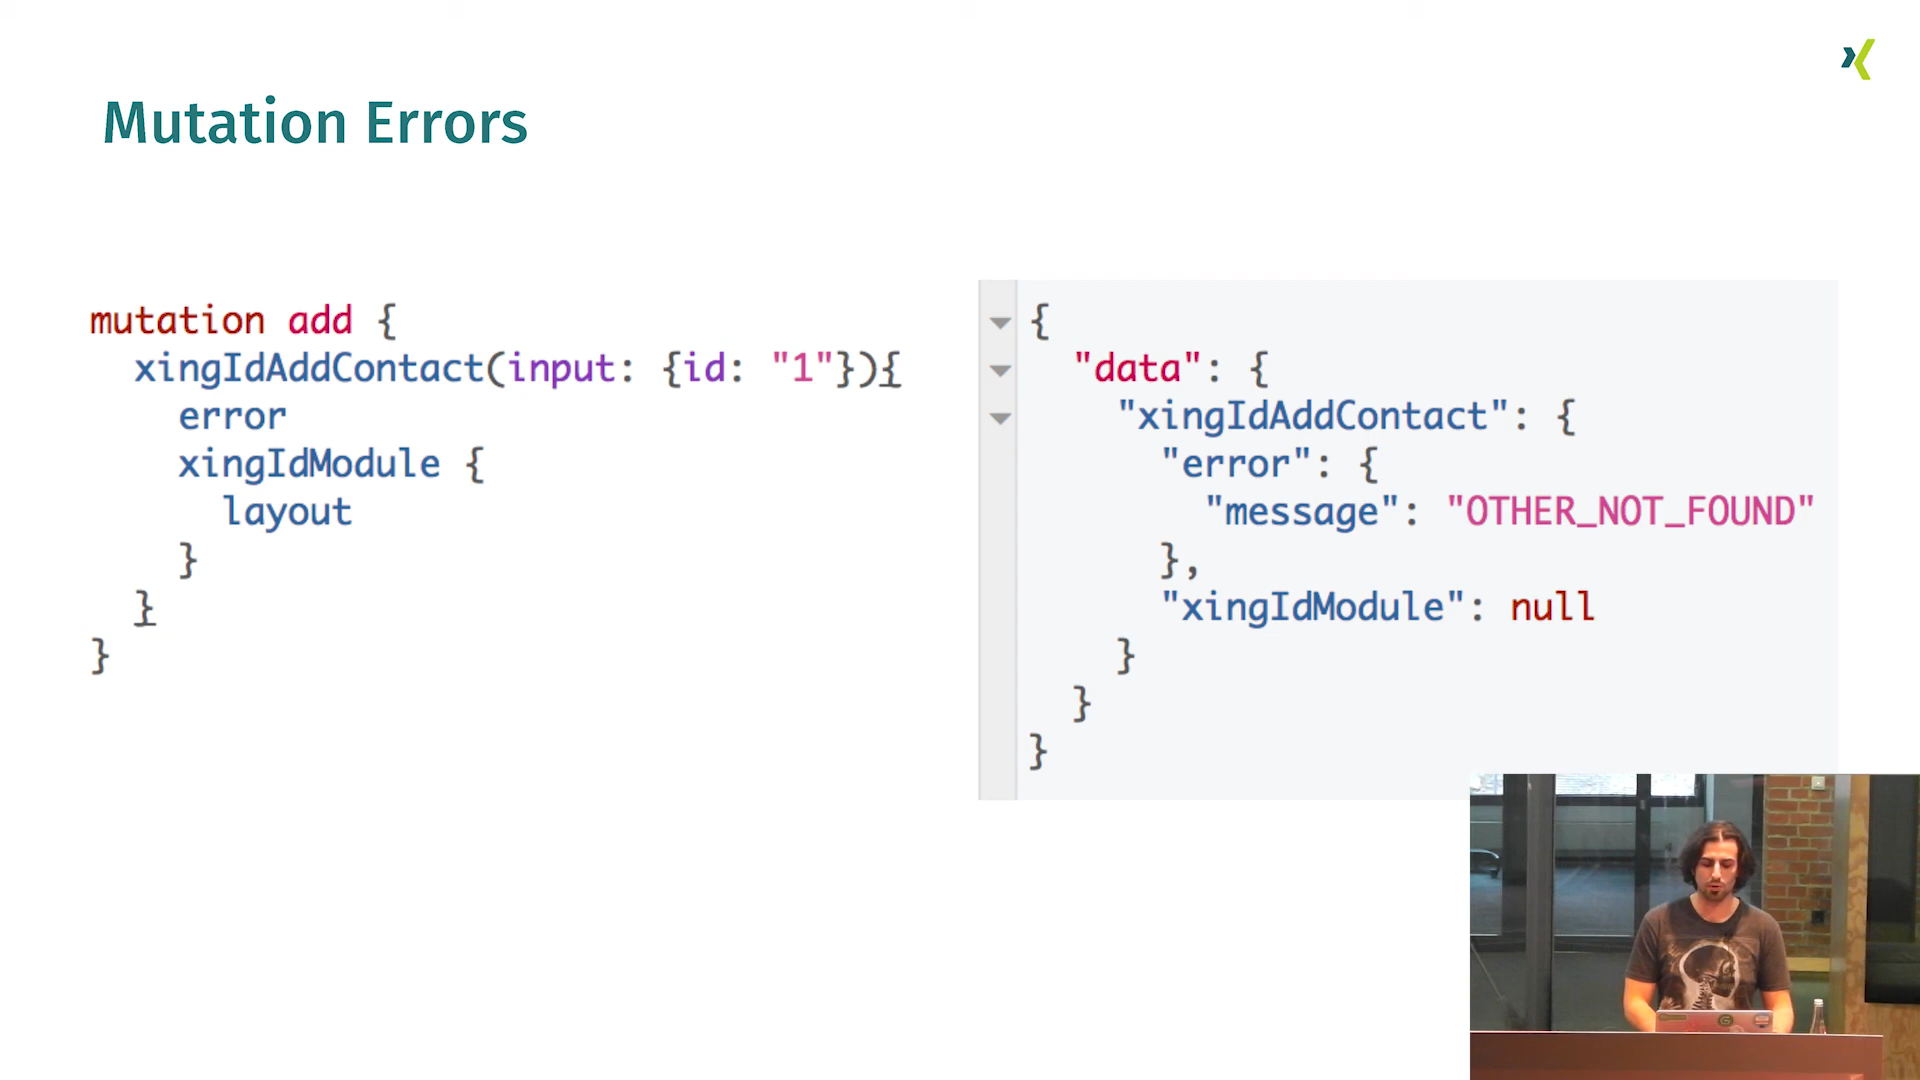 Mutation Errors
mutation add {
xingIdAddContact(input: {id: "1"}){
error
xingIdModule {
layout
}
}
}
{
"data": {
"xingIdAddContact": {
"error": {
"message": "OTHER_NOT_FOUND"
},
"xingIdModule": null
}
}
}